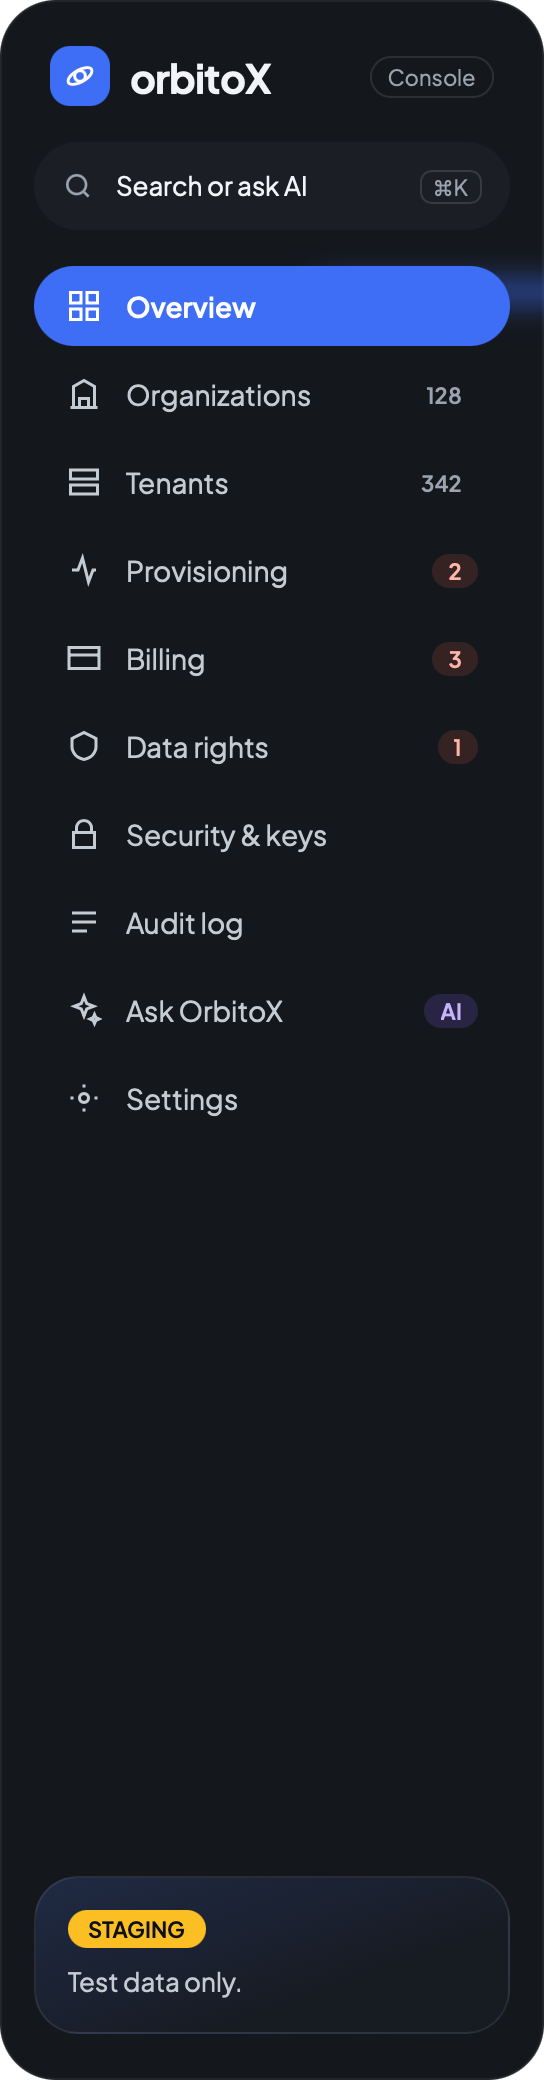 orbitoX Console
Search or ask AI ⌘K
Overview
Organizations 128
Tenants 342
Provisioning 2
Billing 3
Data rights 1
Security & keys
Audit log
Ask OrbitoX AI
Settings
STAGING
Test data only.